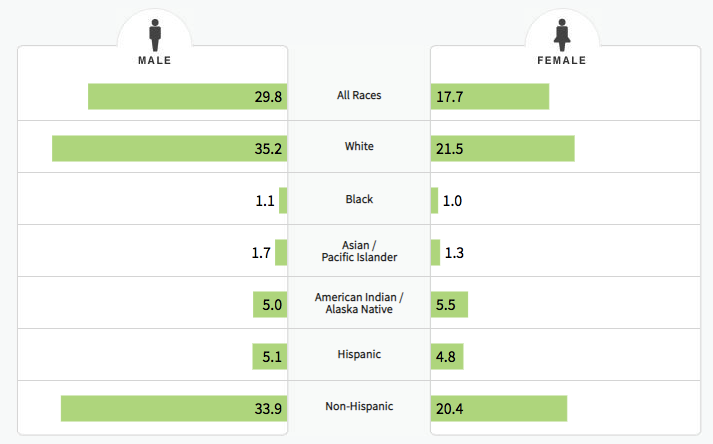 MALE
FEMALE
29.8
All Races
17.7
35.2
White
21.5
1.1
Black
1.0
1.7
Asian /
Pacific Islander
1.3
5.0
American Indian /
Alaska Native
5.5
5.1
Hispanic
4.8
33.9
Non-Hispanic
20.4